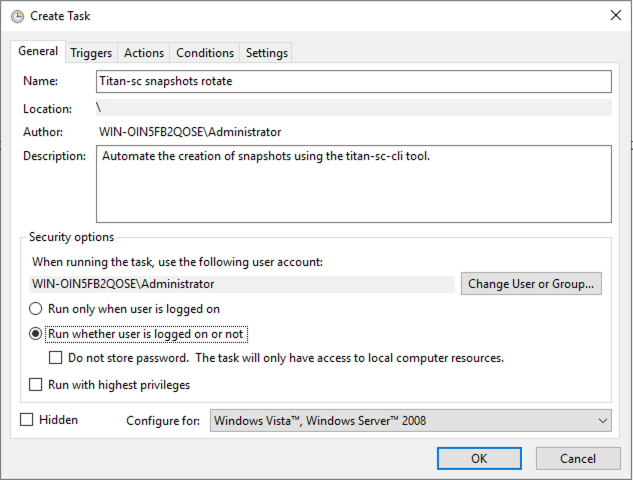 Create Task
General Triggers Actions Conditions Settings
Name: Titan-sc snapshots rotate
Location: \
Author: WIN-OIN5FB2QOSE\Administrator
Description: Automate the creation of snapshots using the titan-sc-cli tool.
Security options
When running the task, use the following user account:
WIN-OIN5FB2QOSE\Administrator Change User or Group...
Run only when user is logged on
Run whether user is logged on or not
Do not store password. The task will only have access to local computer resources.
Run with highest privileges
Hidden Configure for: Windows Vista™, Windows Server™ 2008
OK Cancel